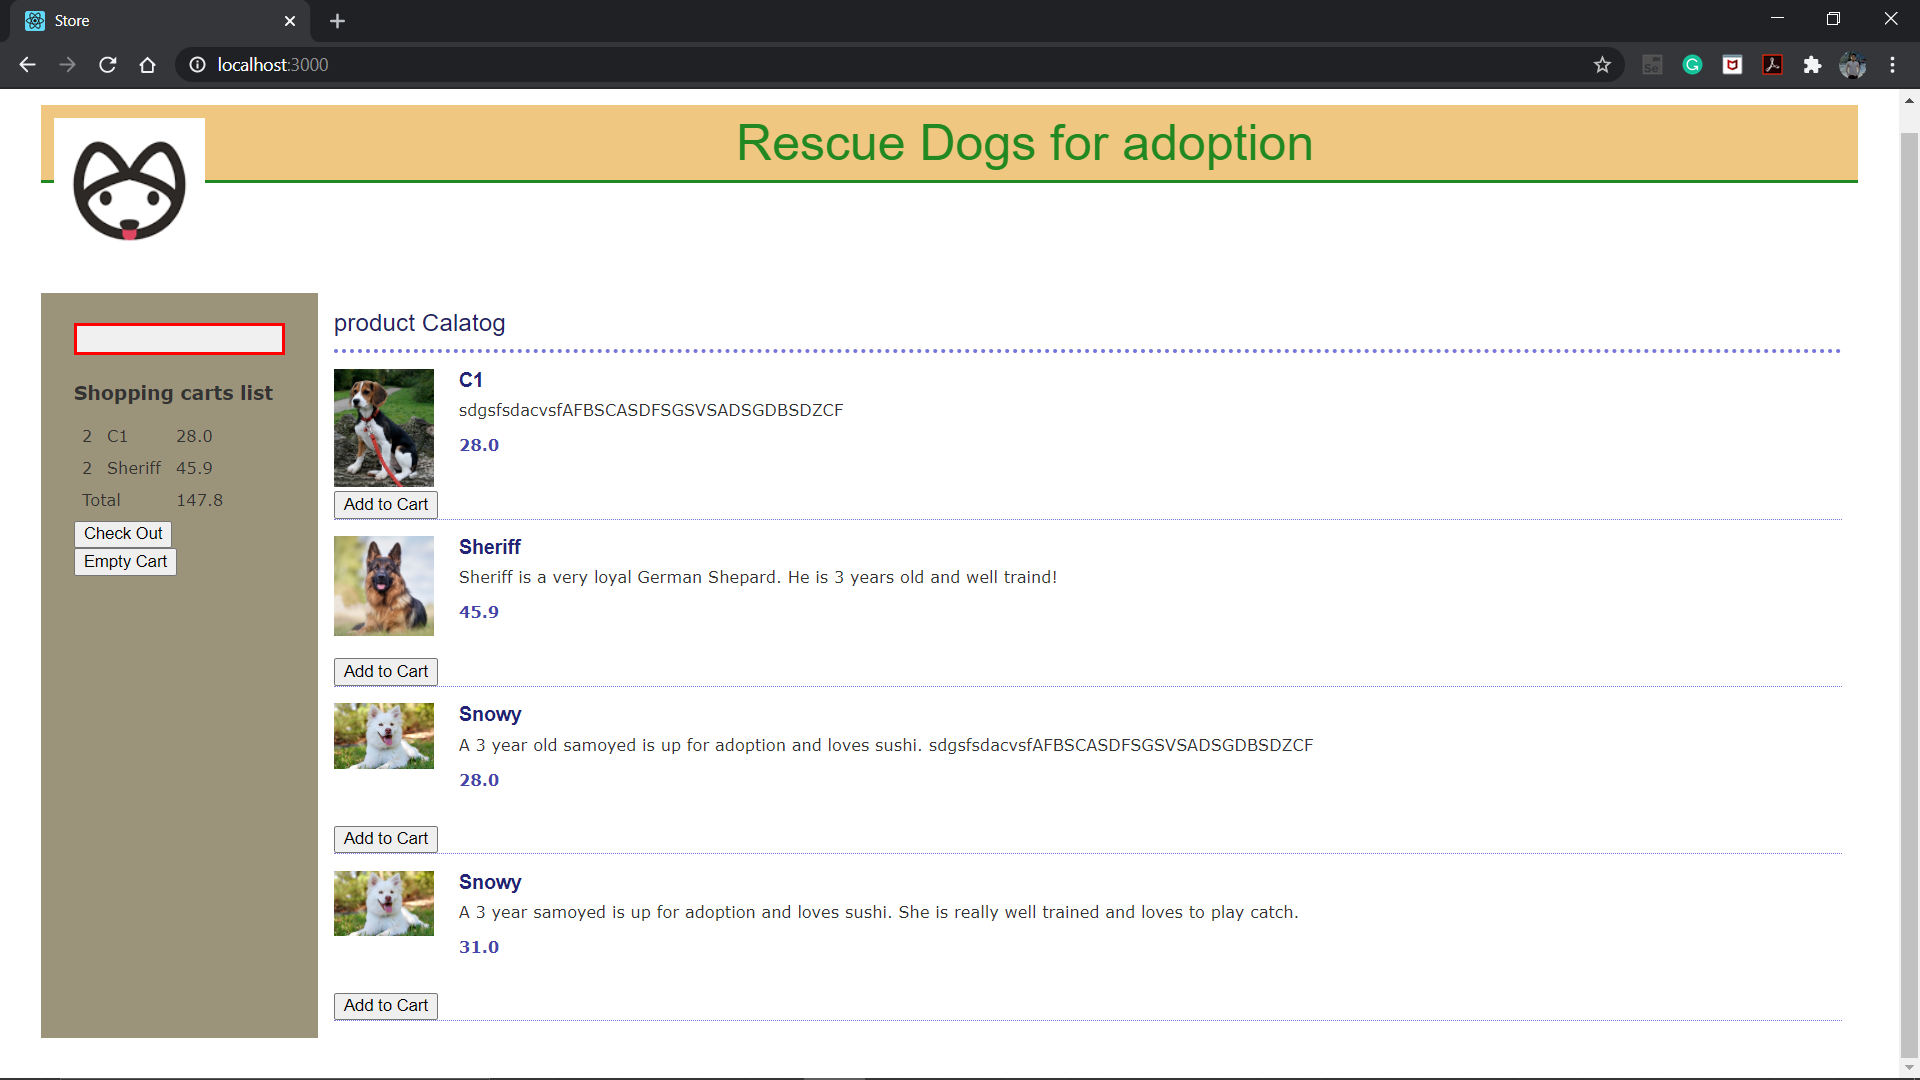 Store
localhost:3000
Rescue Dogs for adoption
Shopping carts list
2 C1 28.0
2 Sheriff 45.9
Total 147.8
Check Out
Empty Cart
product Calatog
C1
sdgsfsdacvsfAFBSCASDFSGSVSADSGDBSDZCF
28.0
Add to Cart
Sheriff
Sheriff is a very loyal German Shepard. He is 3 years old and well traind!
45.9
Add to Cart
Snowy
A 3 year old samoyed is up for adoption and loves sushi. sdgsfsdacvsfAFBSCASDFSGSVSADSGDBSDZCF
28.0
Add to Cart
Snowy
A 3 year samoyed is up for adoption and loves sushi. She is really well trained and loves to play catch.
31.0
Add to Cart